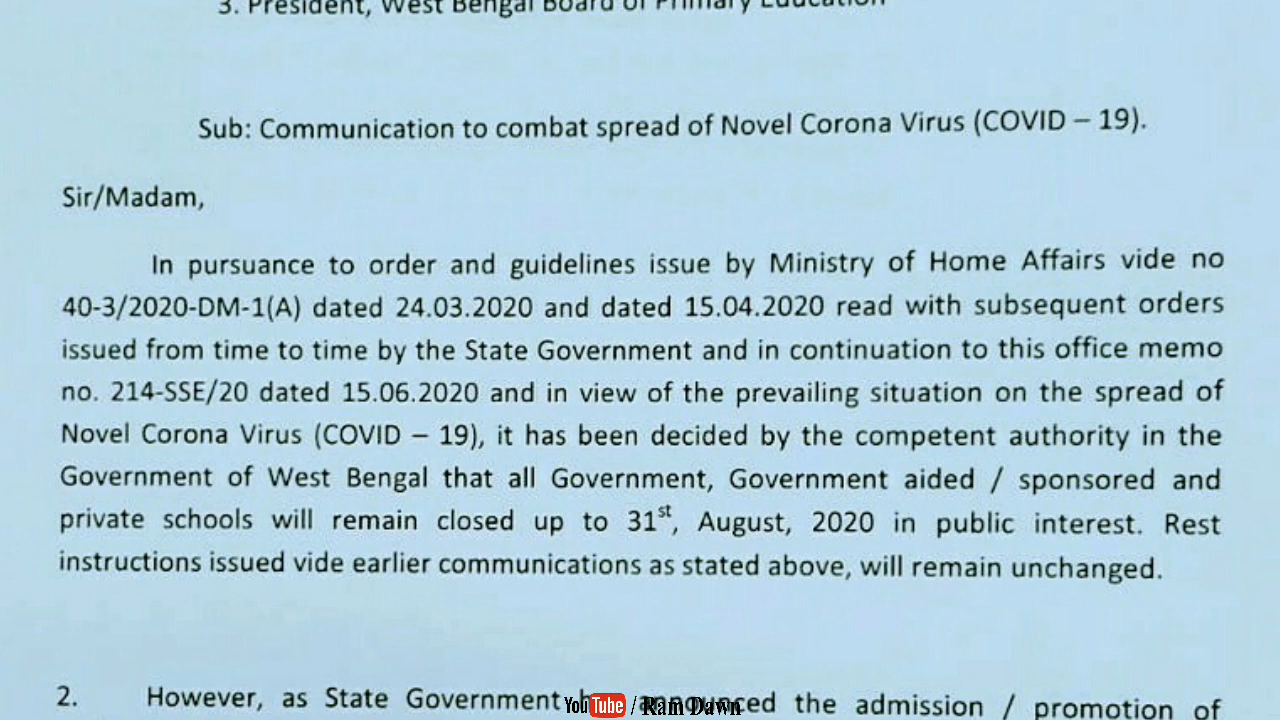 3. President, West Bengal Board of Primary Education
Sub: Communication to combat spread of Novel Corona Virus (COVID – 19).
Sir/Madam,
In pursuance to order and guidelines issue by Ministry of Home Affairs vide no
40-3/2020-DM-1(A) dated 24.03.2020 and dated 15.04.2020 read with subsequent orders
issued from time to time by the State Government and in continuation to this office memo
no. 214-SSE/20 dated 15.06.2020 and in view of the prevailing situation on the spread of
Novel Corona Virus (COVID – 19), it has been decided by the competent authority in the
Government of West Bengal that all Government, Government aided / sponsored and
private schools will remain closed up to 31st, August, 2020 in public interest. Rest
instructions issued vide earlier communications as stated above, will remain unchanged.
2. However, as State Government announced the admission / promotion of
YouTube / Ram Dawn